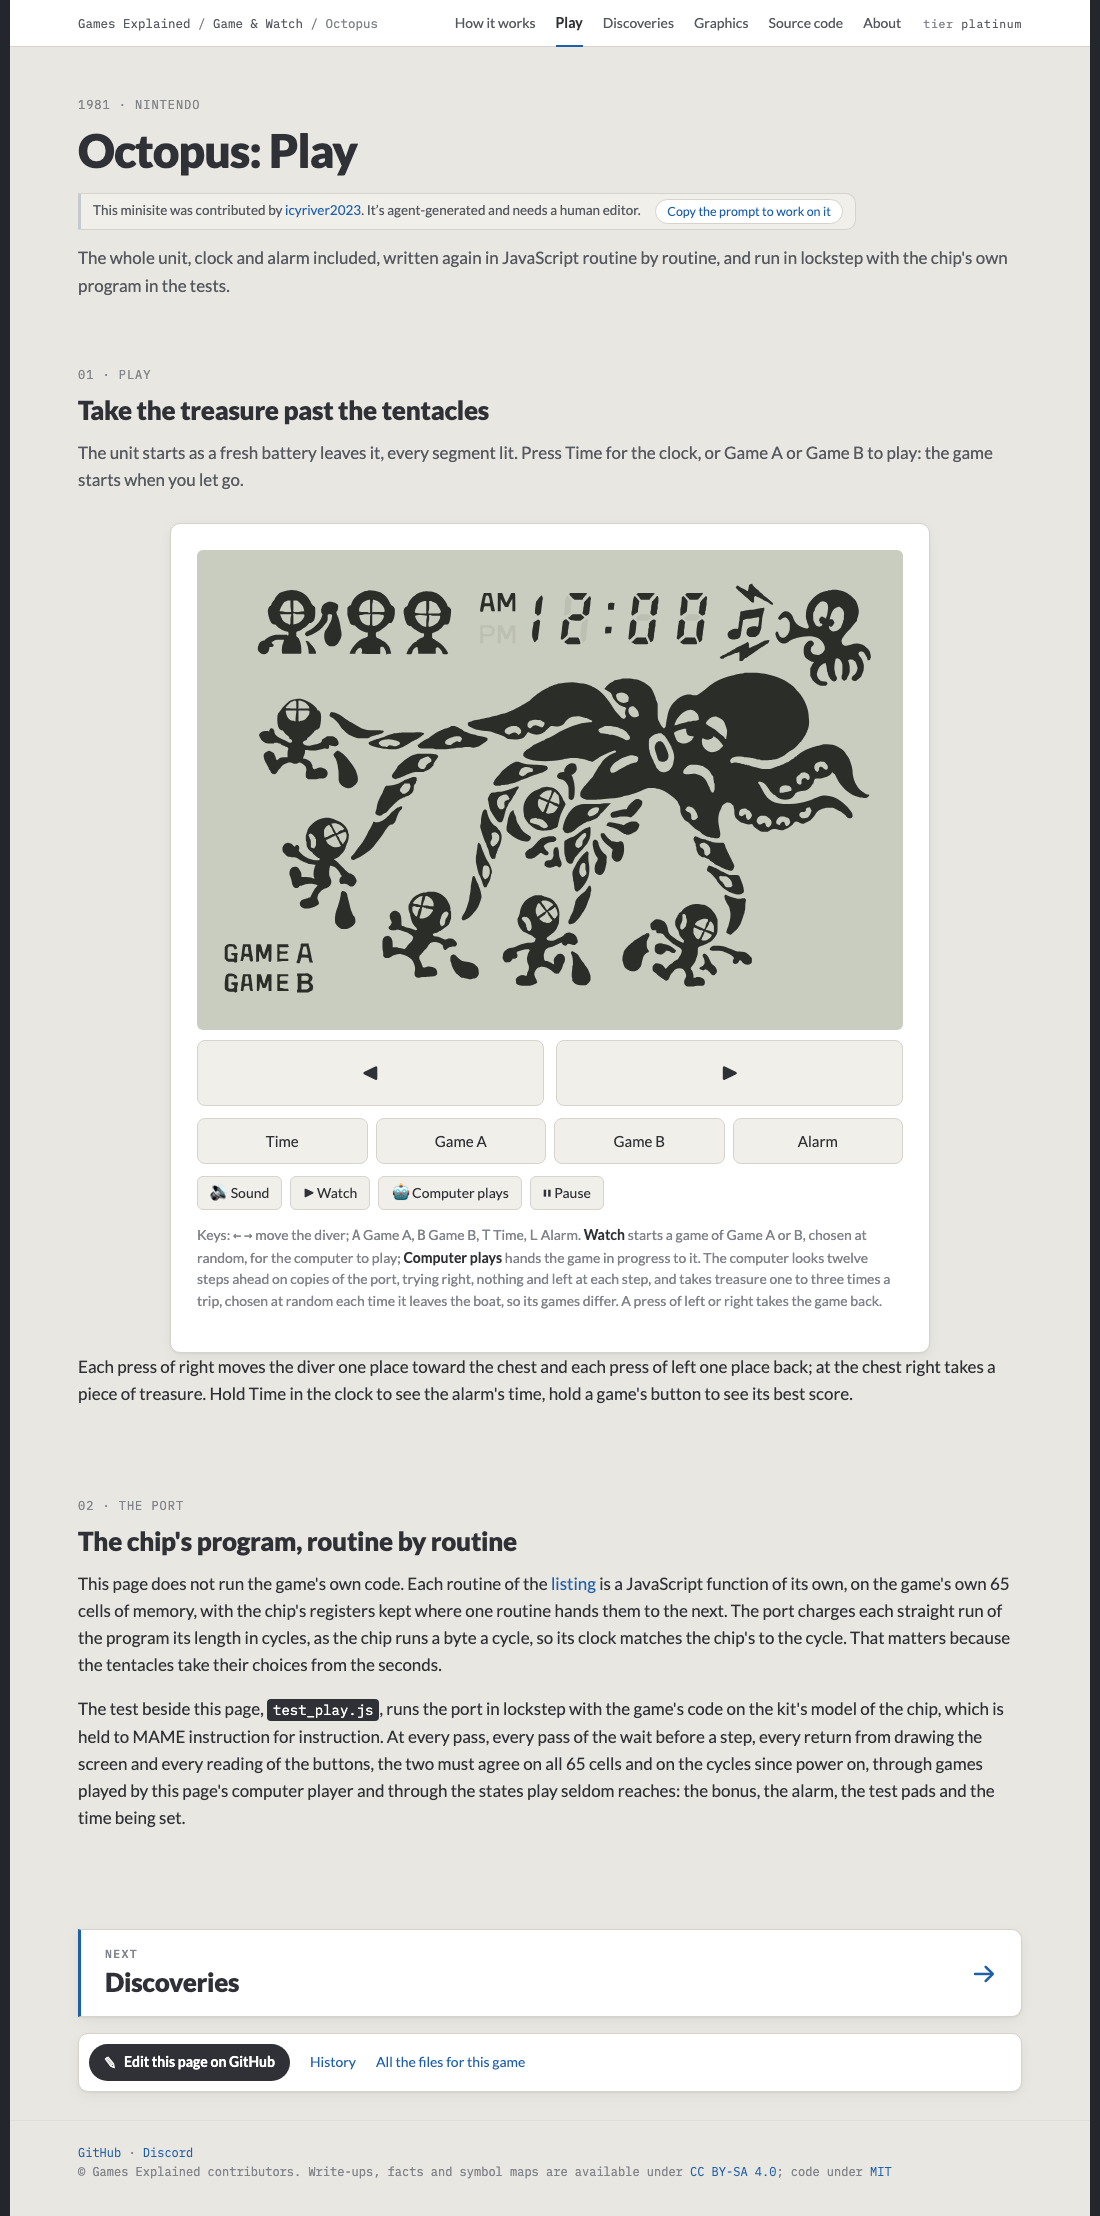 Games Explained / Game & Watch / Octopus
How it works Play Discoveries Graphics Source code About tier platinum
1981 · NINTENDO
Octopus: Play
This minisite was contributed by icyriver2023. It's agent-generated and needs a human editor. Copy the prompt to work on it
The whole unit, clock and alarm included, written again in JavaScript routine by routine, and run in lockstep with the chip's own
program in the tests.
01 · PLAY
Take the treasure past the tentacles
The unit starts as a fresh battery leaves it, every segment lit. Press Time for the clock, or Game A or Game B to play: the game
starts when you let go.
AM
PM
12:00
GAME A
GAME B
◀ ▶
Time Game A Game B Alarm
🔊 Sound ▶ Watch 🤖 Computer plays ⏸ Pause
Keys: ← → move the diver; A Game A, B Game B, T Time, L Alarm. Watch starts a game of Game A or B, chosen at
random, for the computer to play; Computer plays hands the game in progress to it. The computer looks twelve
steps ahead on copies of the port, trying right, nothing and left at each step, and takes treasure one to three times a
trip, chosen at random each time it leaves the boat, so its games differ. A press of left or right takes the game back.
Each press of right moves the diver one place toward the chest and each press of left one place back; at the chest right takes a
piece of treasure. Hold Time in the clock to see the alarm's time, hold a game's button to see its best score.
02 · THE PORT
The chip's program, routine by routine
This page does not run the game's own code. Each routine of the listing is a JavaScript function of its own, on the game's own 65
cells of memory, with the chip's registers kept where one routine hands them to the next. The port charges each straight run of
the program its length in cycles, as the chip runs a byte a cycle, so its clock matches the chip's to the cycle. That matters because
the tentacles take their choices from the seconds.
The test beside this page, test_play.js, runs the port in lockstep with the game's code on the kit's model of the chip, which is
held to MAME instruction for instruction. At every pass, every pass of the wait before a step, every return from drawing the
screen and every reading of the buttons, the two must agree on all 65 cells and on the cycles since power on, through games
played by this page's computer player and through the states play seldom reaches: the bonus, the alarm, the test pads and the
time being set.
NEXT
Discoveries →
✎ Edit this page on GitHub History All the files for this game
GitHub · Discord
© Games Explained contributors. Write-ups, facts and symbol maps are available under CC BY-SA 4.0; code under MIT